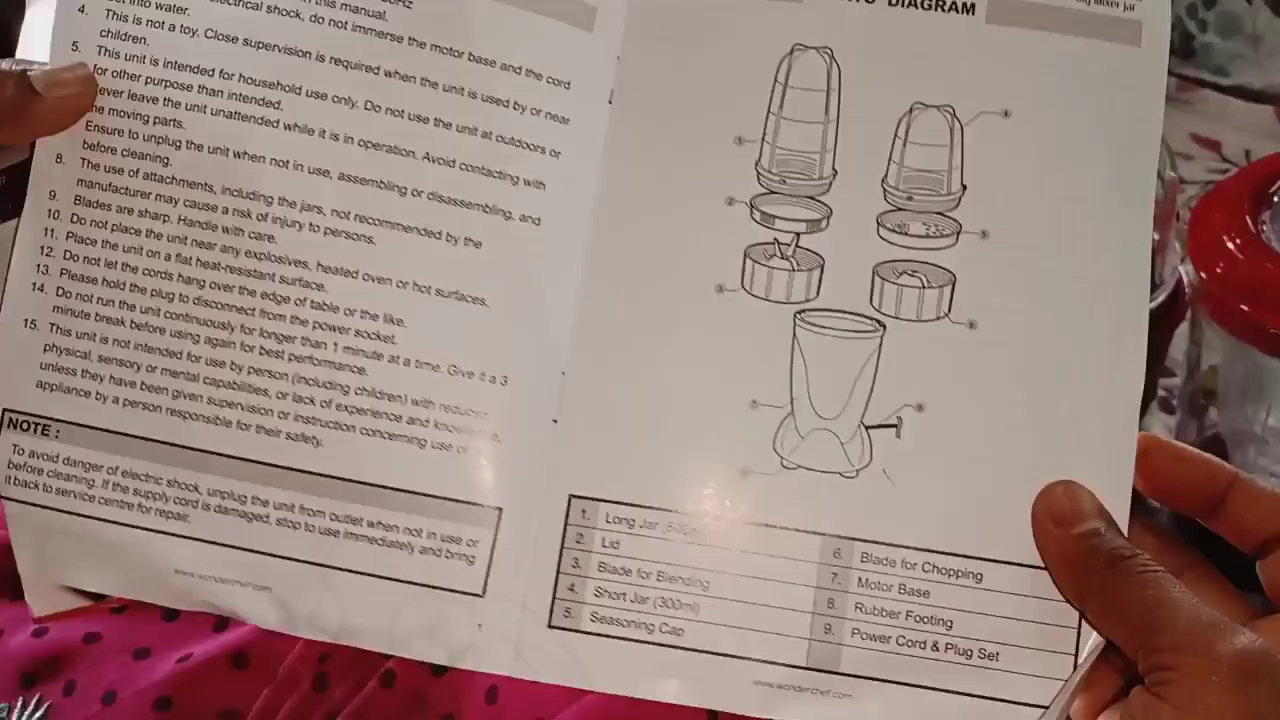 this manual.
electrical shock, do not immerse the motor base and the cord
into water.
4. This is not a toy. Close supervision is required when the unit is used by or near
children.
5. This unit is intended for household use only. Do not use the unit at outdoors or
for other purpose than intended.
ever leave the unit unattended while it is in operation. Avoid contacting with
he moving parts.
Ensure to unplug the unit when not in use, assembling or disassembling, and
before cleaning.
8. The use of attachments, including the jars, not recommended by the
manufacturer may cause a risk of injury to persons.
9. Blades are sharp. Handle with care.
10. Do not place the unit near any explosives, heated oven or hot surfaces.
11. Place the unit on a flat heat-resistant surface.
12. Do not let the cords hang over the edge of table or the like.
13. Please hold the plug to disconnect from the power socket.
14. Do not run the unit continuously for longer than 1 minute at a time. Give it a 3
minute break before using again for best performance.
15. This unit is not intended for use by person (including children) with reduced
physical, sensory or mental capabilities, or lack of experience and
unless they have been given supervision or instruction concerning use of
appliance by a person responsible for their safety.
NOTE :
To avoid danger of electric shock, unplug the unit from outlet when not in use or
before cleaning. If the supply cord is damaged, stop to use immediately and bring
it back to service centre for repair.
www.wonderchef.com
DIAGRAM
mixer jar
1. Long Jar
2. Lid
3. Blade for Blending
4. Short Jar (300ml)
5. Seasoning Cap
6. Blade for Chopping
7. Motor Base
8. Rubber Footing
9. Power Cord & Plug Set
www.wonderchef.com